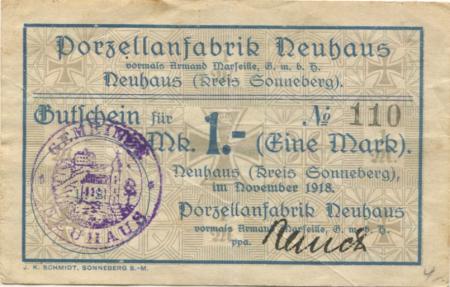 Porzellanfabrik Neuhaus
vormals Armand Marseille, G. m. b. H.
Neuhaus (Kreis Sonneberg).
Gutschein für № 110
Mk. 1.- (Eine Mark).
Neuhaus (Kreis Sonneberg),
im November 1918.
Porzellanfabrik Neuhaus
vormals Armand Marseille, G. m. b. H.
ppa. Rauch
GEMEINDE
NEUHAUS
J. K. SCHMIDT, SONNEBERG S.-M.